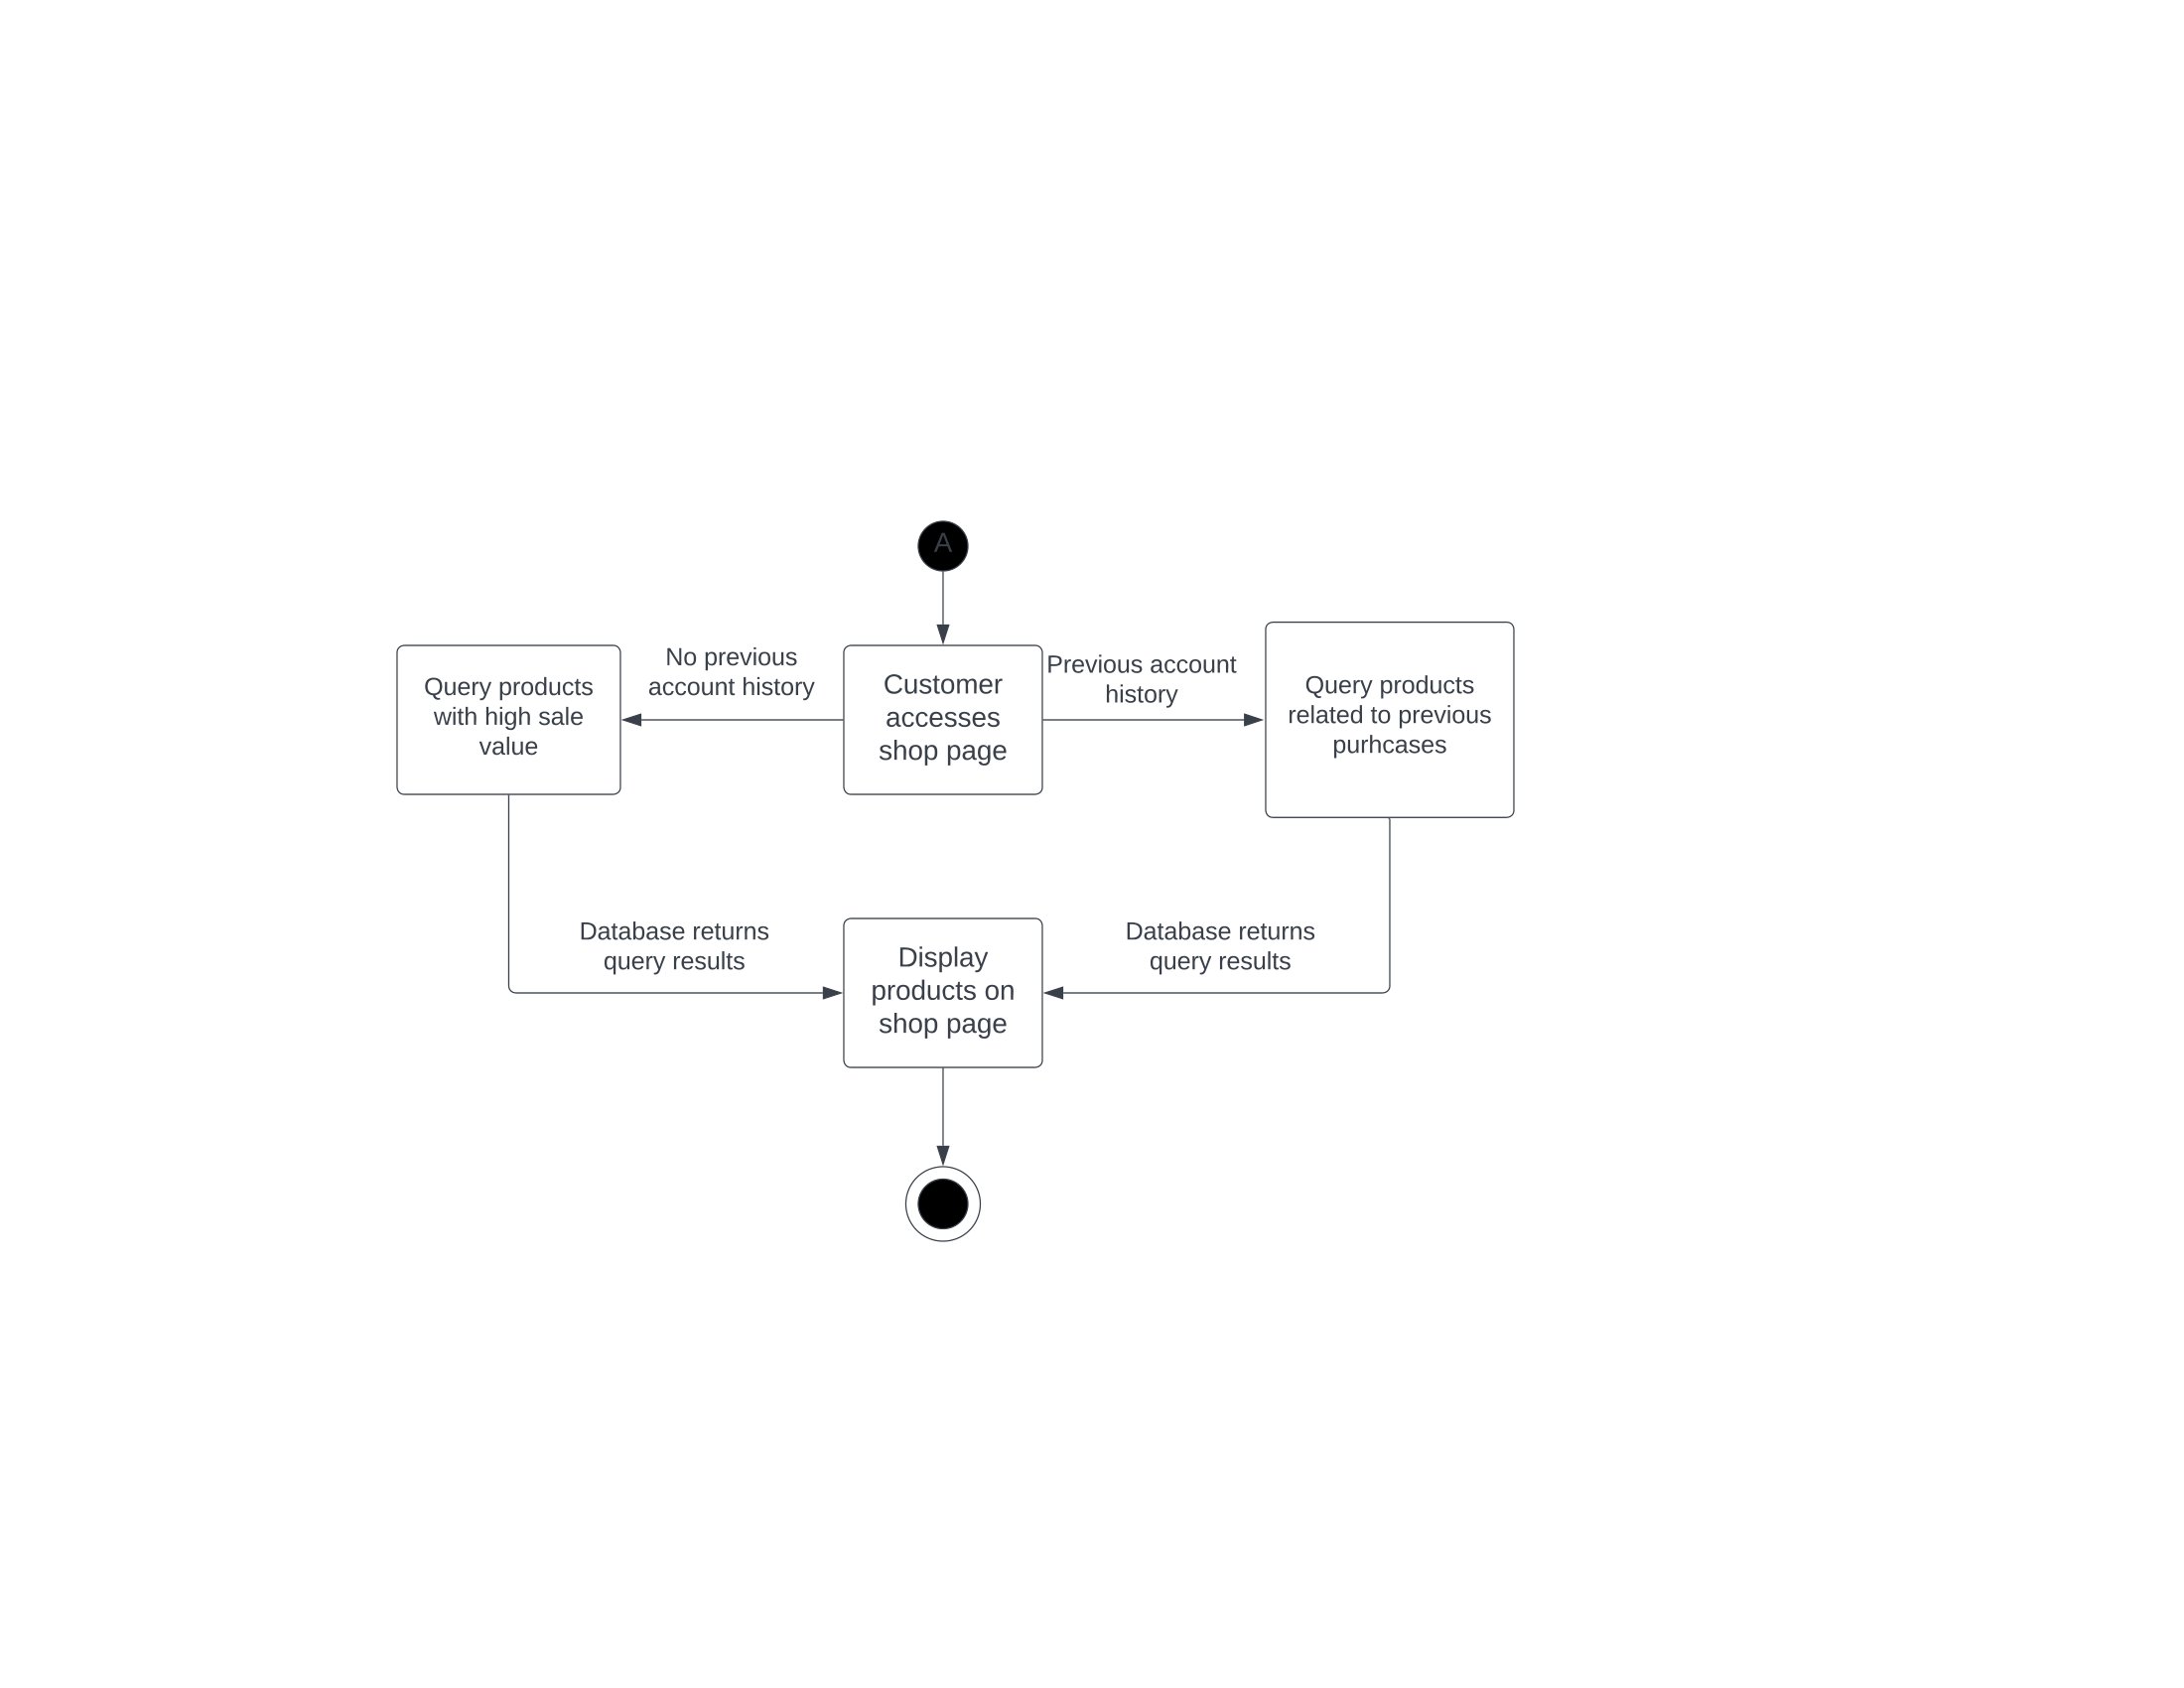 A
No previous
account history
Previous account
history
Query products
with high sale
value
Customer
accesses
shop page
Query products
related to previous
purhcases
Database returns
query results
Display
products on
shop page
Database returns
query results